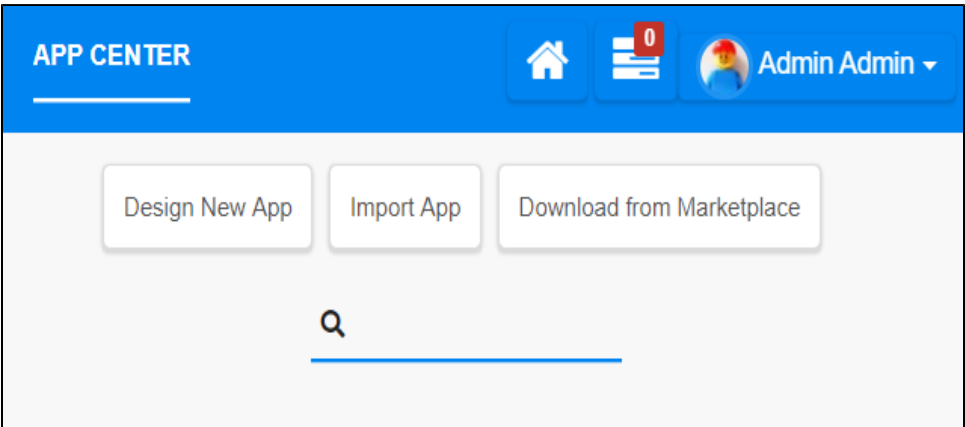 APP CENTER
0
Admin Admin
Design New App
Import App
Download from Marketplace